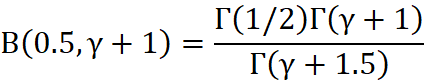 B(0.5, γ + 1) = Γ(1/2)Γ(γ + 1) / Γ(γ + 1.5)